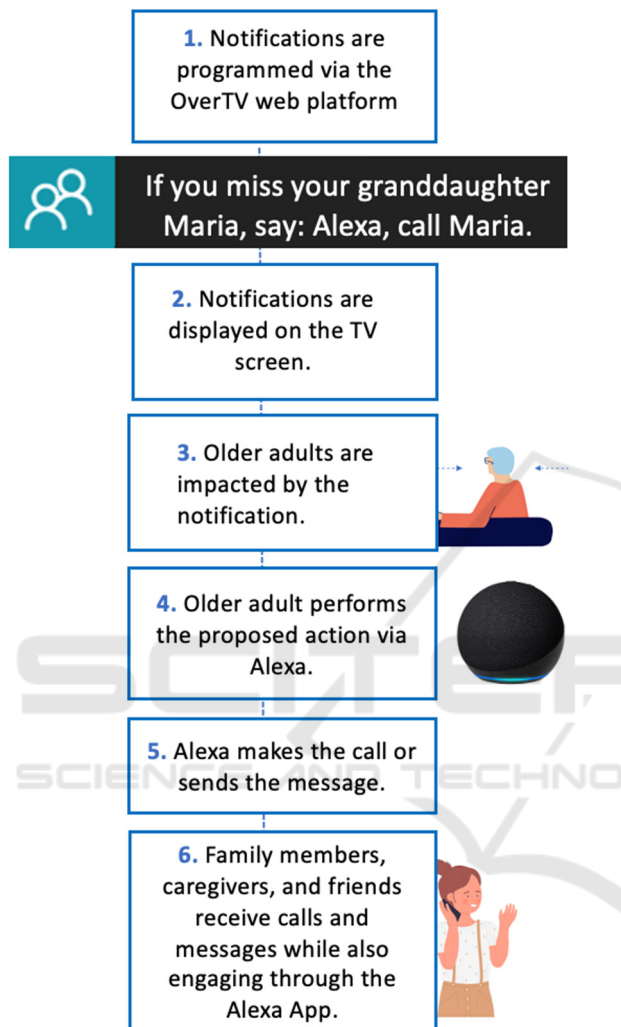 1. Notifications are
programmed via the
OverTV web platform
If you miss your granddaughter
Maria, say: Alexa, call Maria.
2. Notifications are
displayed on the TV
screen.
3. Older adults are
impacted by the
notification.
4. Older adult performs
the proposed action via
Alexa.
5. Alexa makes the call or
sends the message.
6. Family members,
caregivers, and friends
receive calls and
messages while also
engaging through the
Alexa App.